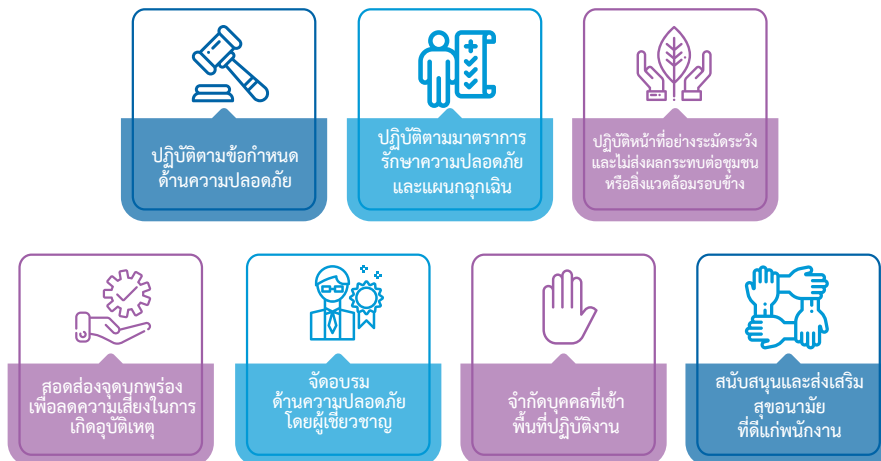 ปฏิบัติตามข้อกำหนด
ด้านความปลอดภัย
ปฏิบัติตามมาตราการ
รักษาความปลอดภัย
และแผนกฉุกเฉิน
ปฏิบัติหน้าที่อย่างระมัดระวัง
และไม่ส่งผลกระทบต่อชุมชน
หรือสิ่งแวดล้อมรอบข้าง
สอดส่องจุดบกพร่อง
เพื่อลดความเสี่ยงในการ
เกิดอุบัติเหตุ
จัดอบรม
ด้านความปลอดภัย
โดยผู้เชี่ยวชาญ
จำกัดบุคคลที่เข้า
พื้นที่ปฏิบัติงาน
สนับสนุนและส่งเสริม
สุขอนามัย
ที่ดีแก่พนักงาน